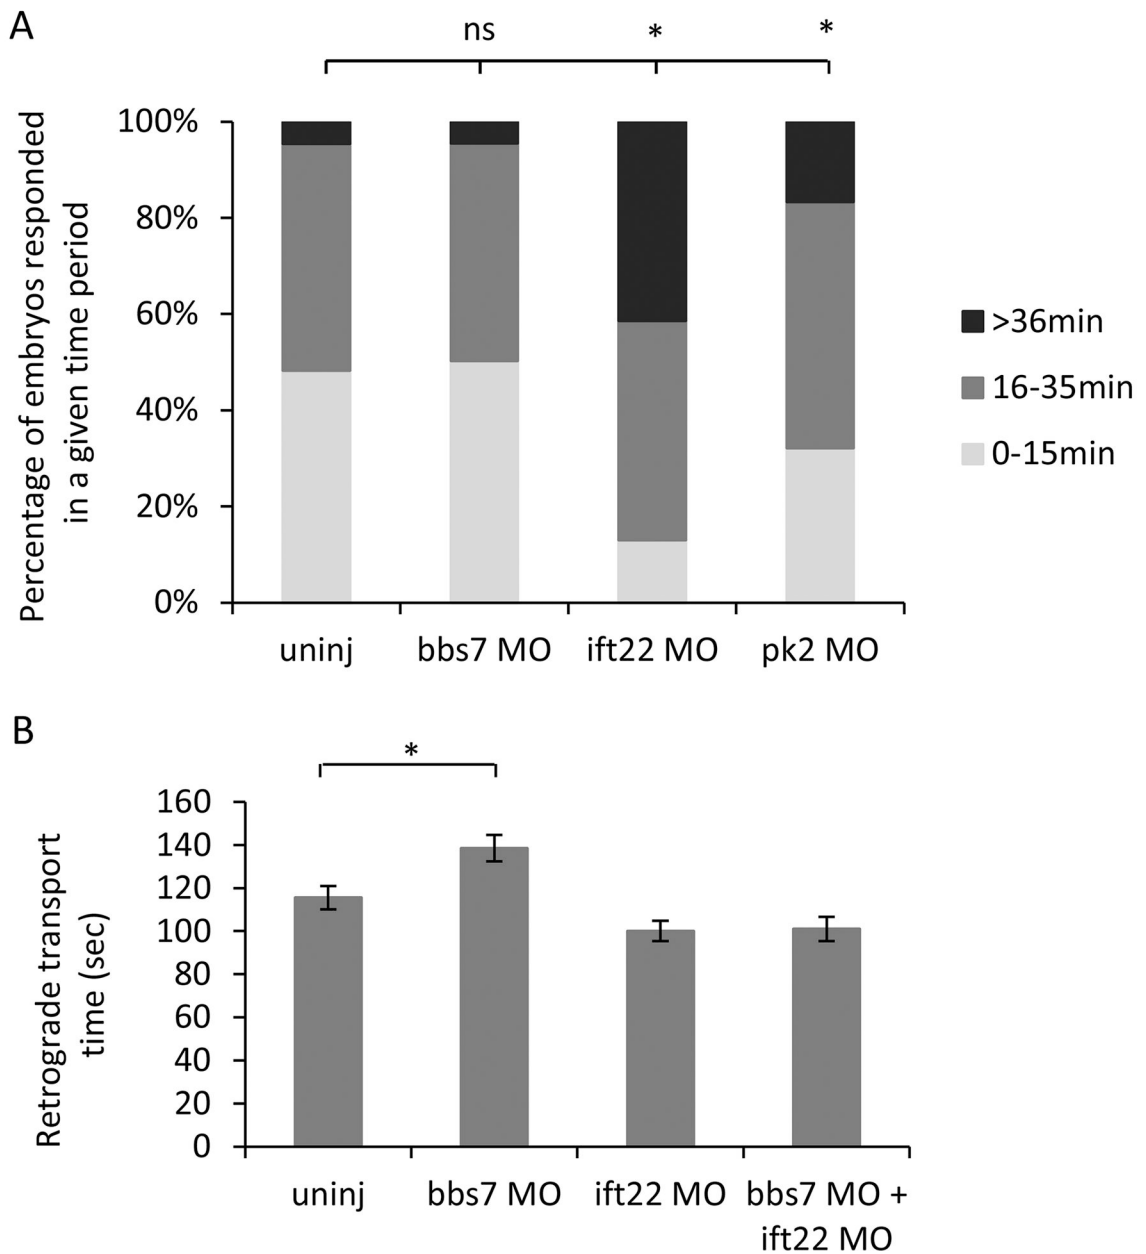 A
ns * *
Percentage of embryos responded
in a given time period
100%
80%
60%
40%
20%
0%
uninj bbs7 MO ift22 MO pk2 MO
>36min
16-35min
0-15min
B
*
Retrograde transport
time (sec)
160
140
120
100
80
60
40
20
0
uninj bbs7 MO ift22 MO bbs7 MO +
ift22 MO